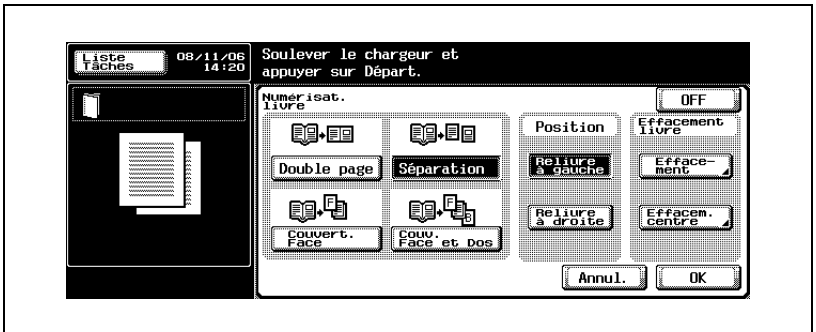 Liste
Tâches
08/11/06
14:20
Soulever le chargeur et
appuyer sur Départ.
Numérisat.
livre
OFF
Double page
Séparation
Couvert.
Face
Couv.
Face et Dos
F
F
B
Position
Reliure
à gauche
Reliure
à droite
Effacement
livre
Efface-
ment
Effacem.
centre
Annul.
OK